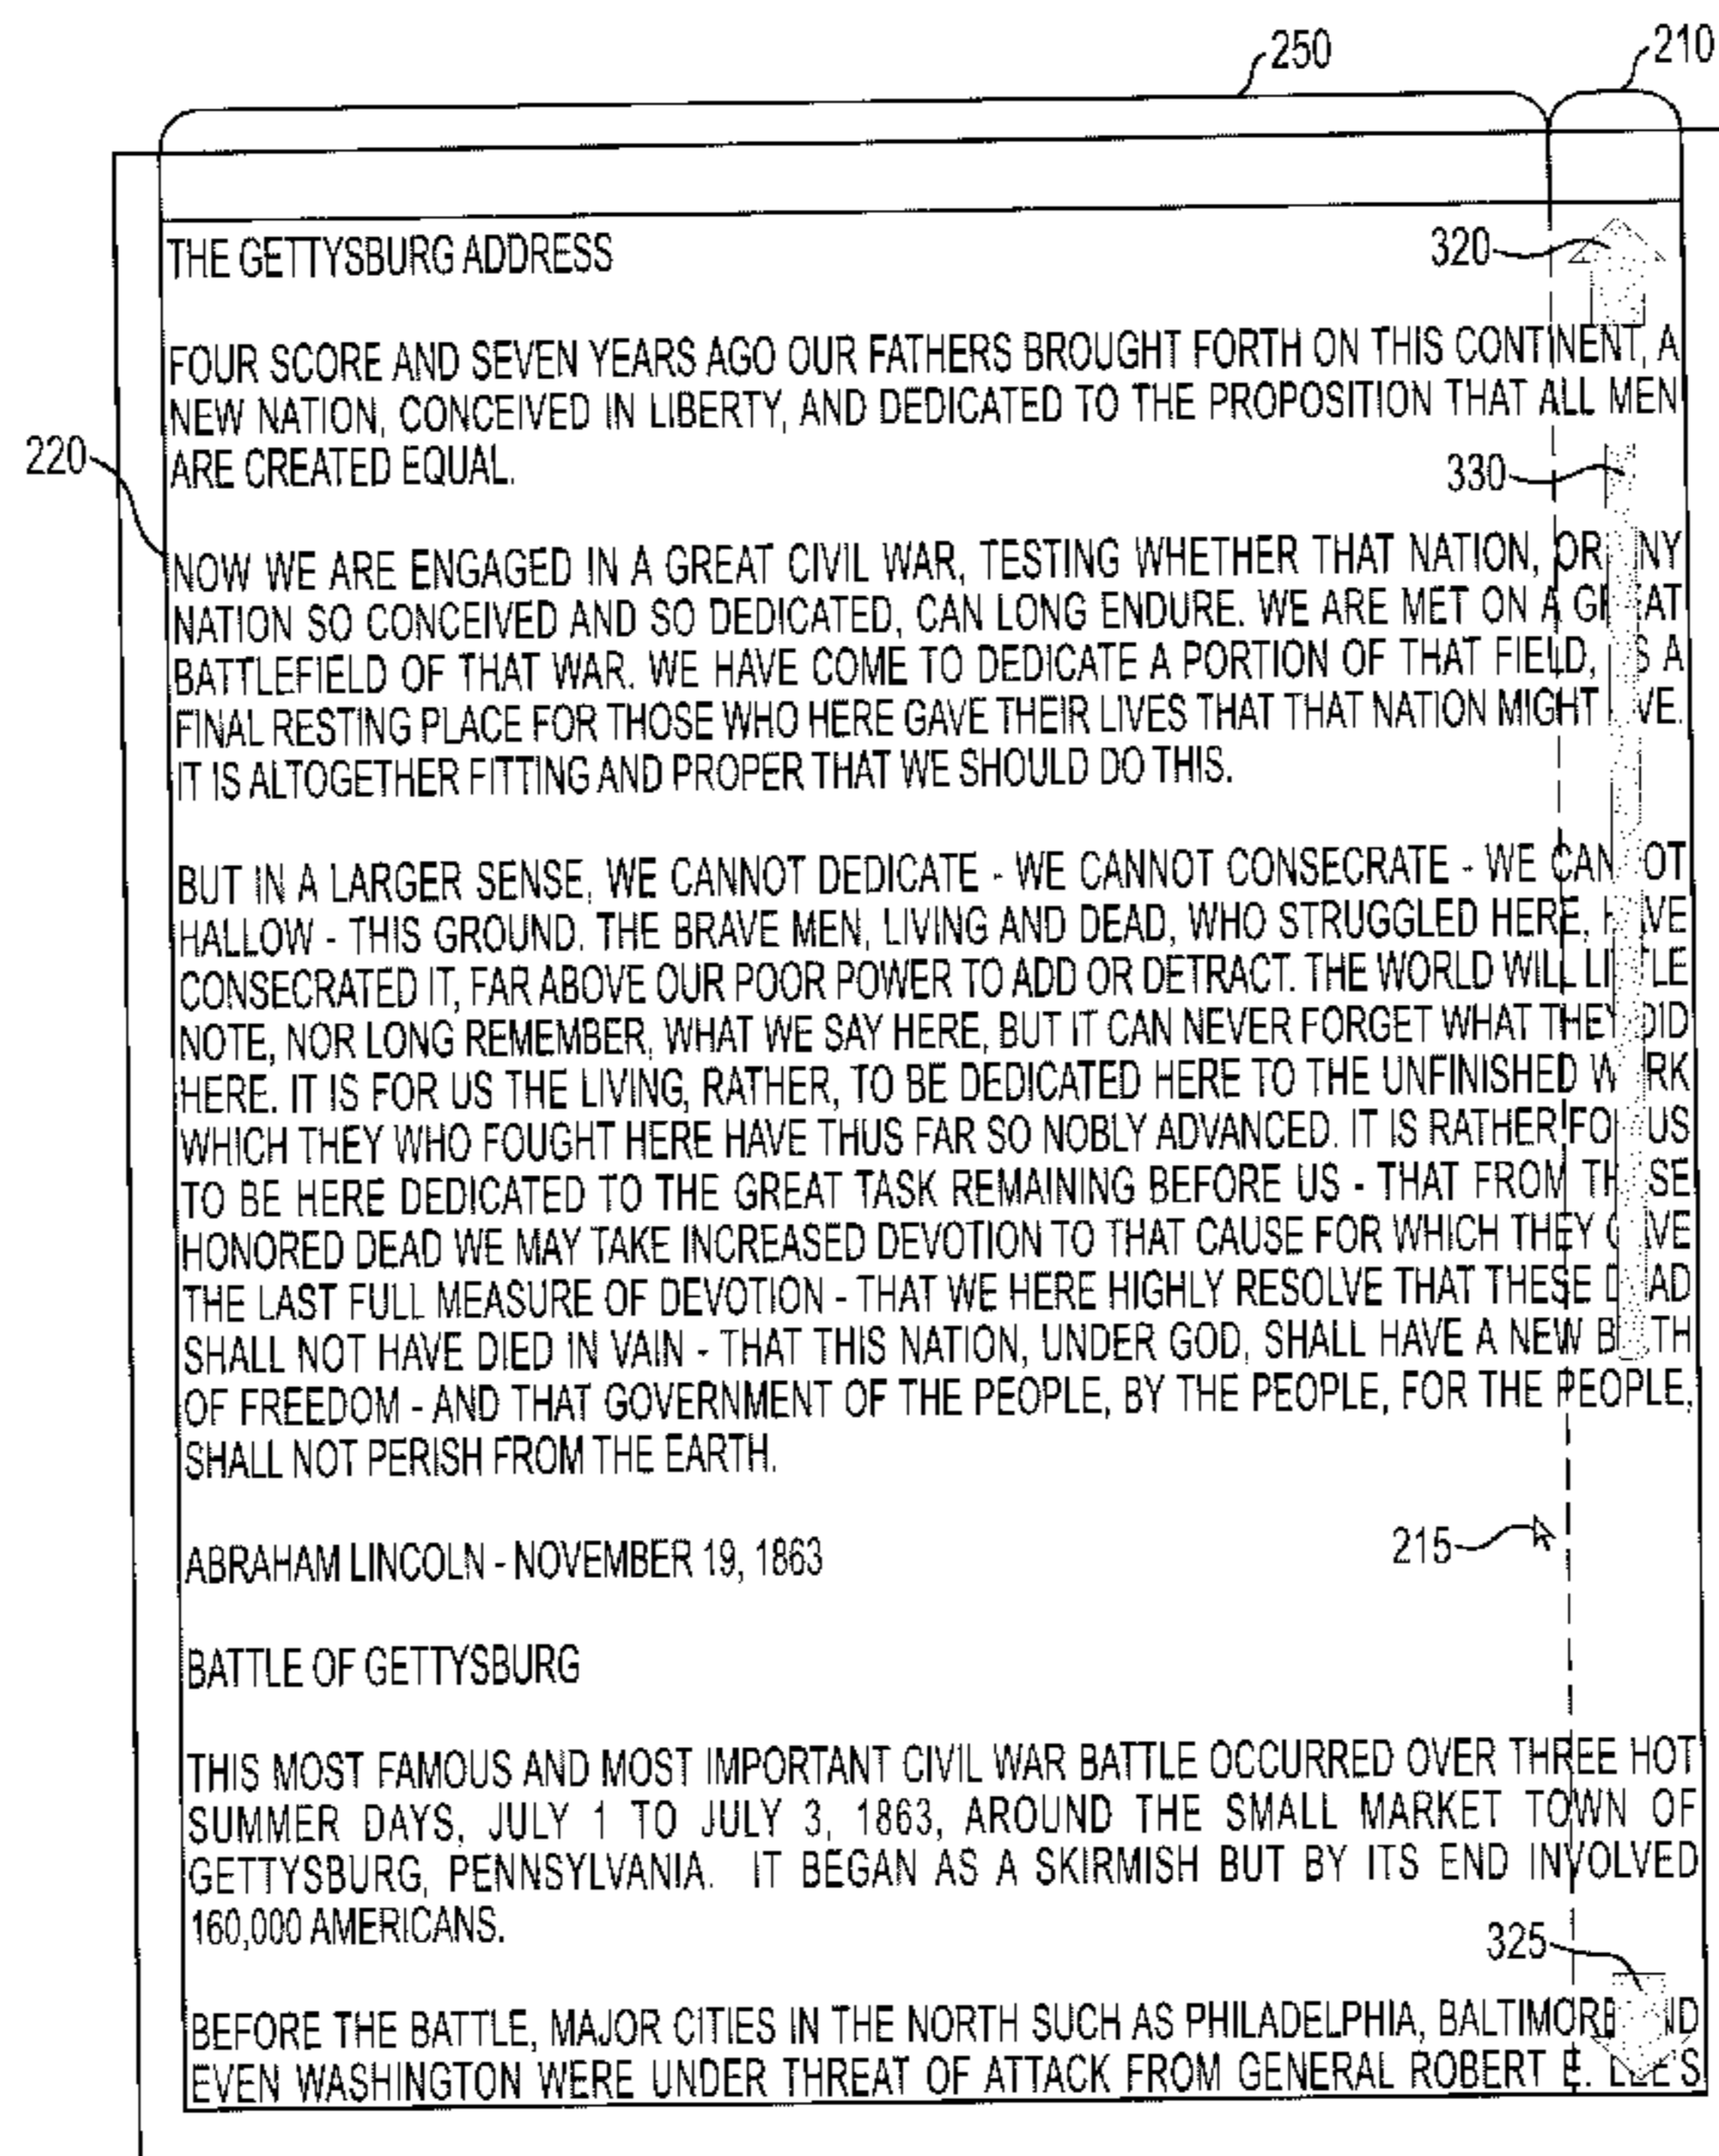 250
210
THE GETTYSBURG ADDRESS
320
FOUR SCORE AND SEVEN YEARS AGO OUR FATHERS BROUGHT FORTH ON THIS CONTINENT, A
NEW NATION, CONCEIVED IN LIBERTY, AND DEDICATED TO THE PROPOSITION THAT ALL MEN
220
ARE CREATED EQUAL.
330
NOW WE ARE ENGAGED IN A GREAT CIVIL WAR, TESTING WHETHER THAT NATION, OR NY
NATION SO CONCEIVED AND SO DEDICATED, CAN LONG ENDURE. WE ARE MET ON A
BATTLEFIELD OF THAT WAR. WE HAVE COME TO DEDICATE A PORTION OF THAT FIELD, A
FINAL RESTING PLACE FOR THOSE WHO HERE GAVE THEIR LIVES THAT THAT NATION MIGHT
IT IS ALTOGETHER FITTING AND PROPER THAT WE SHOULD DO THIS.
BUT IN A LARGER SENSE, WE CANNOT DEDICATE - WE CANNOT CONSECRATE - WE
HALLOW - THIS GROUND. THE BRAVE MEN, LIVING AND DEAD, WHO STRUGGLED HERE,
CONSECRATED IT, FAR ABOVE OUR POOR POWER TO ADD OR DETRACT. THE WORLD WILL
NOTE, NOR LONG REMEMBER, WHAT WE SAY HERE, BUT IT CAN NEVER FORGET WHAT THEY DID
HERE. IT IS FOR US THE LIVING, RATHER, TO BE DEDICATED HERE TO THE UNFINISHED
WHICH THEY WHO FOUGHT HERE HAVE THUS FAR SO NOBLY ADVANCED. IT IS RATHER US
TO BE HERE DEDICATED TO THE GREAT TASK REMAINING BEFORE US - THAT FROM
HONORED DEAD WE MAY TAKE INCREASED DEVOTION TO THAT CAUSE FOR WHICH THEY
THE LAST FULL MEASURE OF DEVOTION - THAT WE HERE HIGHLY RESOLVE THAT THESE
SHALL NOT HAVE DIED IN VAIN - THAT THIS NATION, UNDER GOD, SHALL HAVE A NEW
OF FREEDOM - AND THAT GOVERNMENT OF THE PEOPLE, BY THE PEOPLE, FOR THE PEOPLE,
SHALL NOT PERISH FROM THE EARTH.
215
ABRAHAM LINCOLN - NOVEMBER 19, 1863
BATTLE OF GETTYSBURG
THIS MOST FAMOUS AND MOST IMPORTANT CIVIL WAR BATTLE OCCURRED OVER THREE HOT
SUMMER DAYS, JULY 1 TO JULY 3, 1863, AROUND THE SMALL MARKET TOWN OF
GETTYSBURG, PENNSYLVANIA. IT BEGAN AS A SKIRMISH BUT BY ITS END INVOLVED
160,000 AMERICANS.
325
BEFORE THE BATTLE, MAJOR CITIES IN THE NORTH SUCH AS PHILADELPHIA, BALTIMORE
EVEN WASHINGTON WERE UNDER THREAT OF ATTACK FROM GENERAL ROBERT E. LEE'S